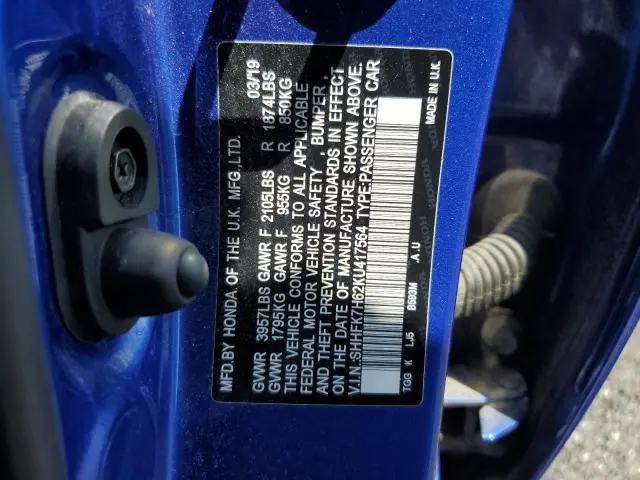 MFD.BY HONDA OF THE U.K. MFG.,LTD. 03/19
GVWR 3957LBS GAWR F 2105LBS R 1874LBS
GVWR 1795KG GAWR F 955KG R 850KG
THIS VEHICLE CONFORMS TO ALL APPLICABLE
FEDERAL MOTOR VEHICLE SAFETY , BUMPER ,
AND THEFT PREVENTION STANDARDS IN EFFECT
ON THE DATE OF MANUFACTURE SHOWN ABOVE.
V.I.N.:SHHFK7H62KU417564 TYPE:PASSENGER CAR
TGG K LJ5 B593M .A U MADE IN U.K.